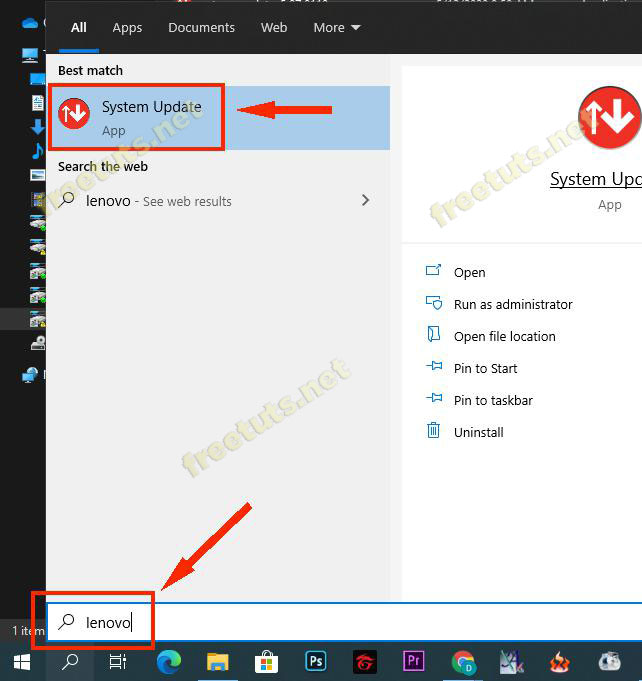 All Apps Documents Web More
Best match
System Update
App
Search the web
lenovo - See web results
System Upd
App
Open
Run as administrator
Open file location
Pin to Start
Pin to taskbar
Uninstall
freetuts.net
freetuts.net
freetuts.net
lenovo
1 item
Ps
Pr
D